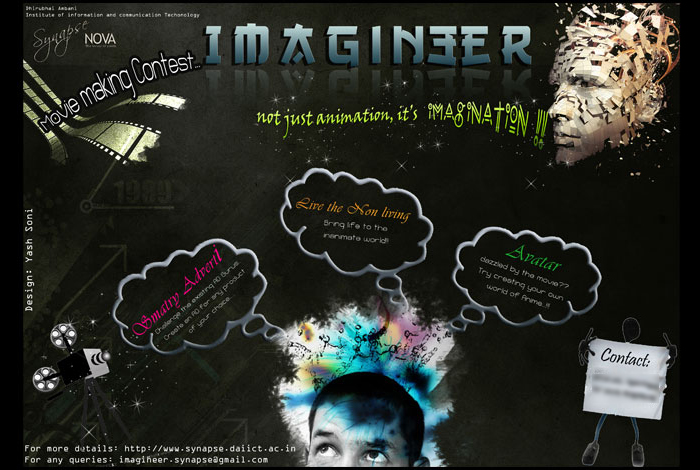 Dhirubhai Ambani
Institute of information and communication Techonology
Synapse
NOVA
IMAGINEER
Movie making Contest...
not just animation, it's iMAGINATION !!!
1989
Live the Non living
Bring life to the
inanimate world!!
Smatry Advert!
Challenge the existing AD Gurus
Create an AD for any product
of your choice...
Avatar
dazzled by the movie??
Try creating your own
world of Anime..!!
Design: Yash Soni
Contact:
For more details: http://www.synapse.daiict.ac.in
For any queries: imagineer.synapse@gmail.com